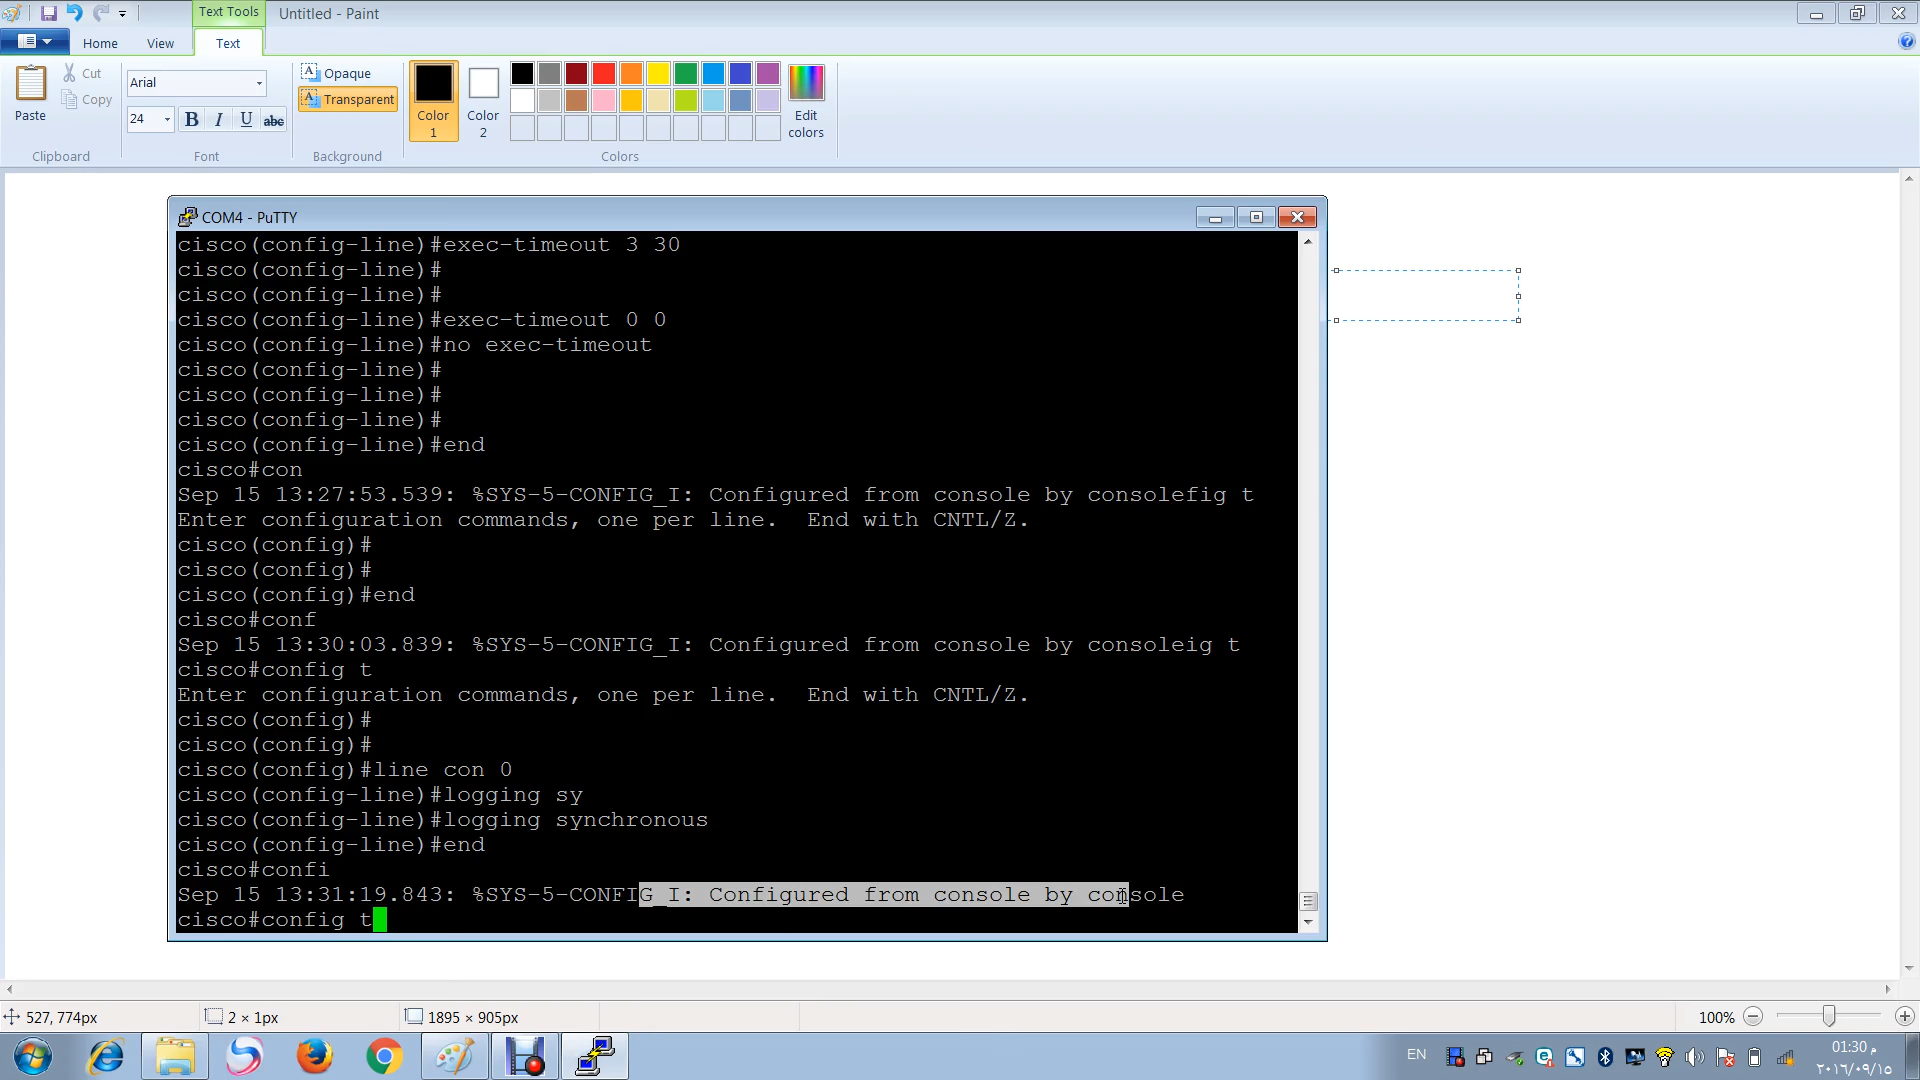 Text Tools
Untitled - Paint
Home
View
Text
Paste
Cut
Copy
Clipboard
Arial
24
B I U abc
Font
Opaque
Transparent
Background
Color 1
Color 2
Edit colors
Colors
COM4 - PuTTY
cisco(config-line)#exec-timeout 3 30
cisco(config-line)#
cisco(config-line)#
cisco(config-line)#exec-timeout 0 0
cisco(config-line)#no exec-timeout
cisco(config-line)#
cisco(config-line)#
cisco(config-line)#
cisco(config-line)#end
cisco#con
Sep 15 13:27:53.539: %SYS-5-CONFIG_I: Configured from console by consolefig t
Enter configuration commands, one per line.  End with CNTL/Z.
cisco(config)#
cisco(config)#
cisco(config)#end
cisco#conf
Sep 15 13:30:03.839: %SYS-5-CONFIG_I: Configured from console by consoleig t
cisco#config t
Enter configuration commands, one per line.  End with CNTL/Z.
cisco(config)#
cisco(config)#
cisco(config)#line con 0
cisco(config-line)#logging sy
cisco(config-line)#logging synchronous
cisco(config-line)#end
cisco#confi
Sep 15 13:31:19.843: %SYS-5-CONFIG_I: Configured from console by console
cisco#config t
527, 774px
2 × 1px
1895 × 905px
100%
EN
01:30 م
٢٠١٦/٠٩/١٥